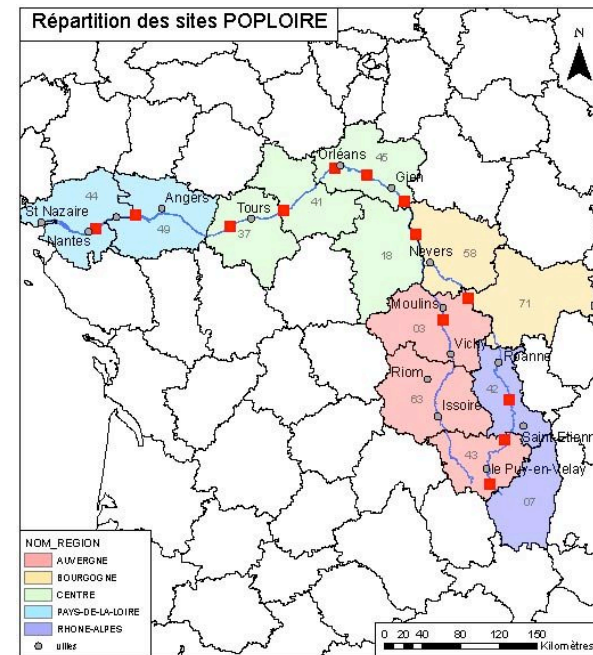 Répartition des sites POPLOIRE
N
Orléans
45
Gien
44
Angers
St Nazaire
Tours
41
Nantes
49
37
18
Nevers
58
71
Moulins
03
Vichy
Roanne
Riom
42
63
Issoire
Saint-Etienne
43
le Puy-en-Velay
07
NOM_REGION
AUVERGNE
BOURGOGNE
CENTRE
PAYS-DE-LA-LOIRE
RHONE-ALPES
villes
0 20 40 80 120 150
Kilomètres